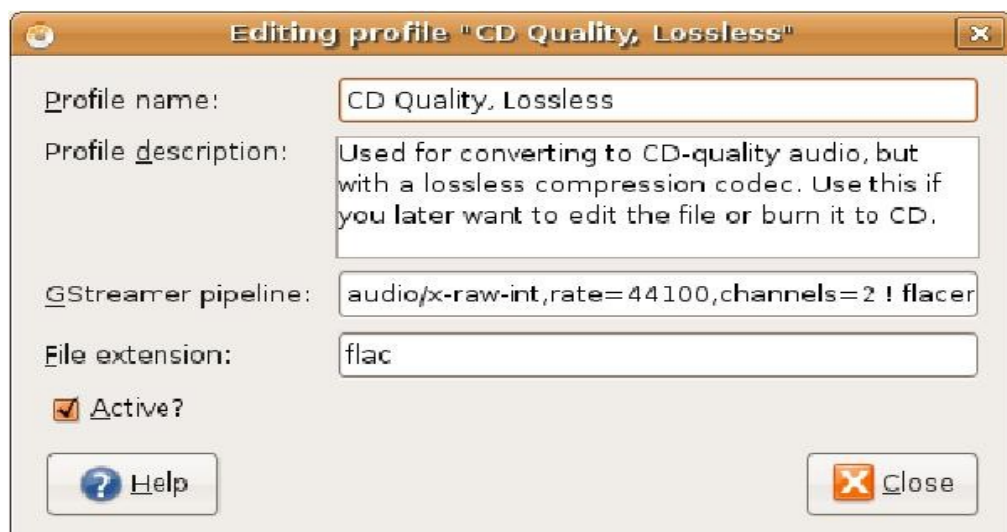 Editing profile "CD Quality, Lossless"
Profile name:
CD Quality, Lossless
Profile description:
Used for converting to CD-quality audio, but
with a lossless compression codec. Use this if
you later want to edit the file or burn it to CD.
GStreamer pipeline:
audio/x-raw-int,rate=44100,channels=2 ! flacen
File extension:
flac
Active?
Help
Close